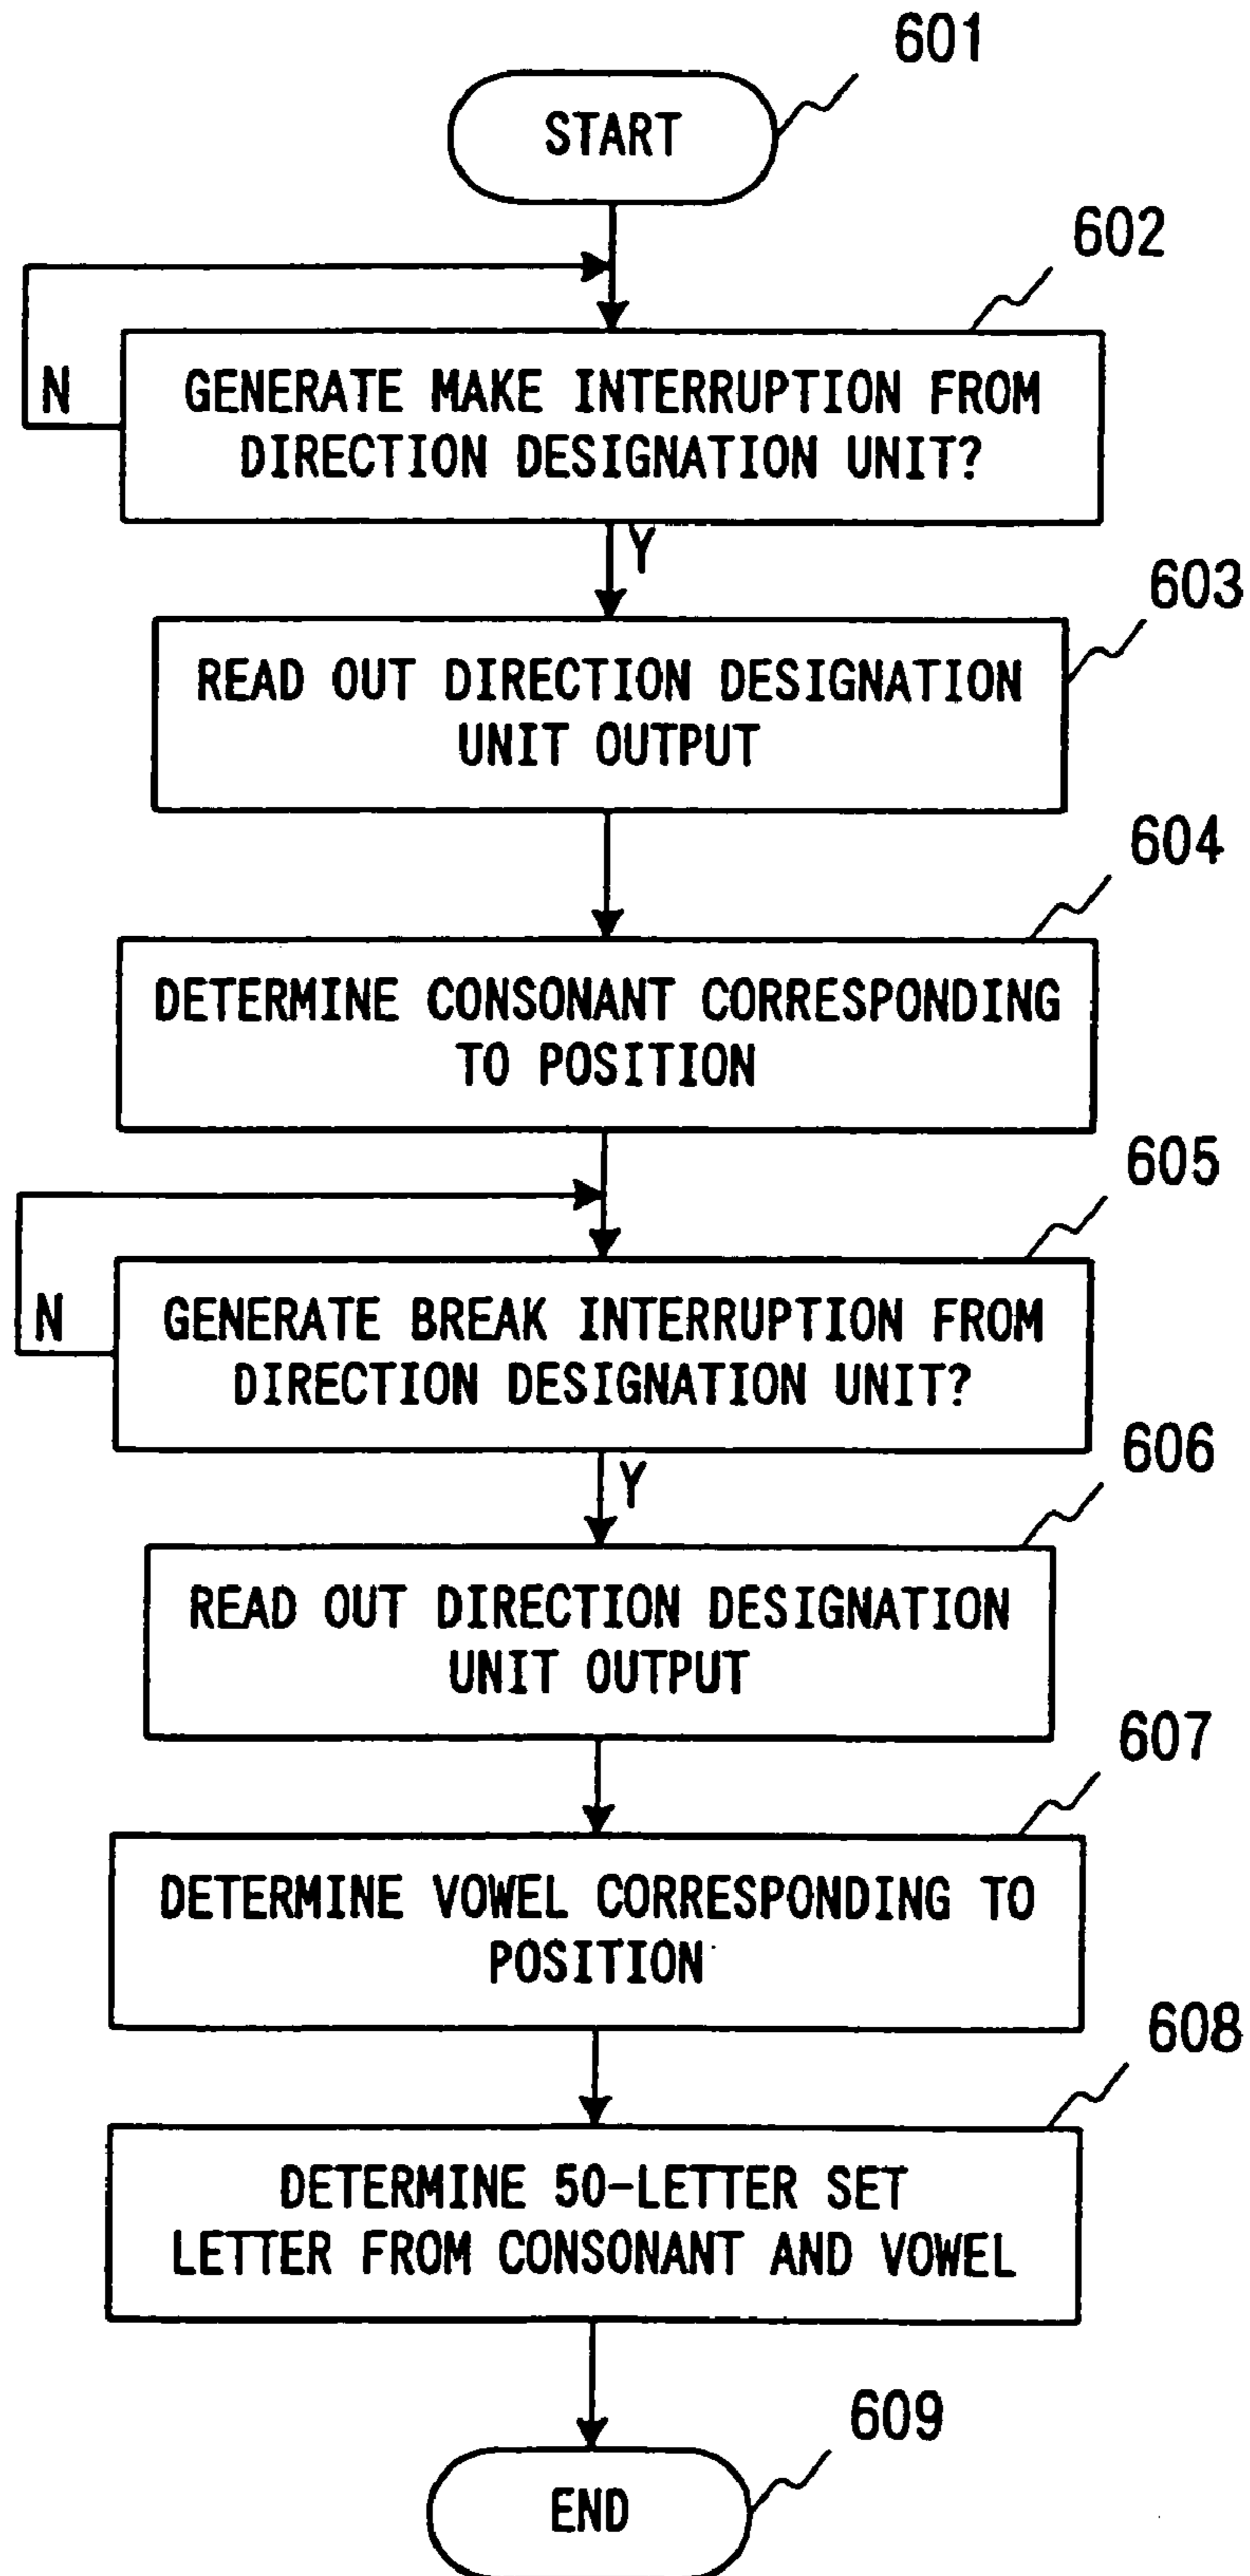 601
START
602
N
GENERATE MAKE INTERRUPTION FROM
DIRECTION DESIGNATION UNIT?
Y
603
READ OUT DIRECTION DESIGNATION
UNIT OUTPUT
604
DETERMINE CONSONANT CORRESPONDING
TO POSITION
605
N
GENERATE BREAK INTERRUPTION FROM
DIRECTION DESIGNATION UNIT?
Y
606
READ OUT DIRECTION DESIGNATION
UNIT OUTPUT
607
DETERMINE VOWEL CORRESPONDING TO
POSITION
608
DETERMINE 50-LETTER SET
LETTER FROM CONSONANT AND VOWEL
609
END